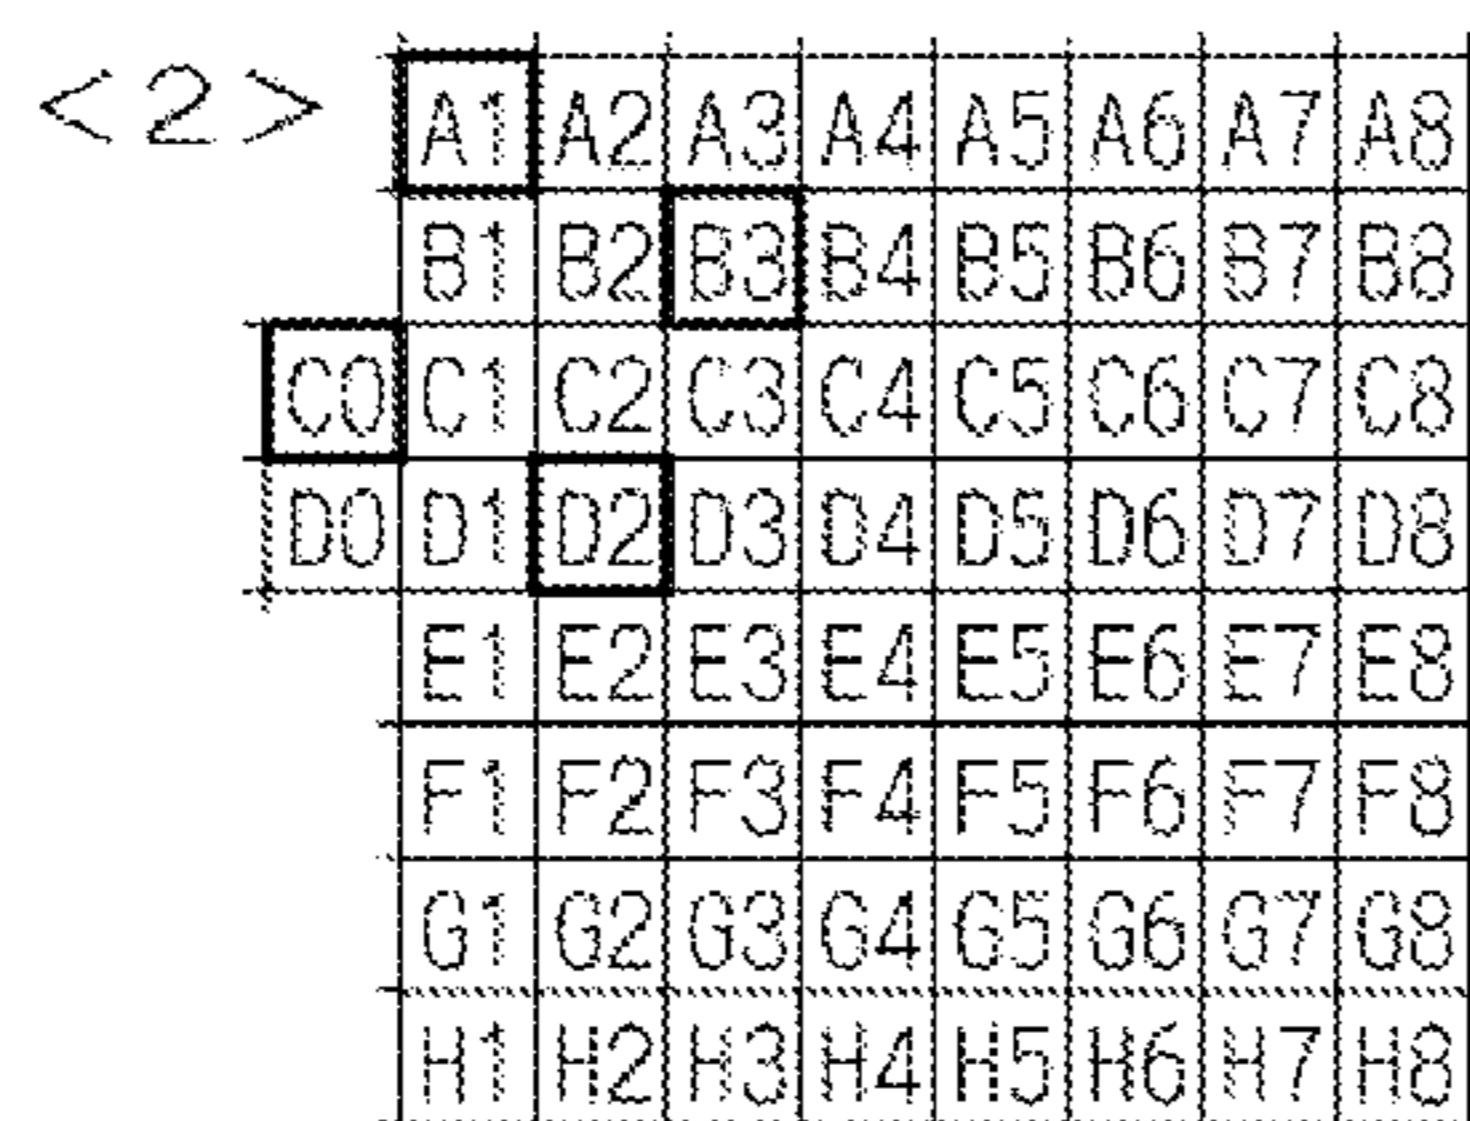 <2> A1 A2 A3 A4 A5 A6 A7 A8
B1 B2 B3 B4 B5 B6 B7 B8
C0 C1 C2 C3 C4 C5 C6 C7 C8
D0 D1 D2 D3 D4 D5 D6 D7 D8
E1 E2 E3 E4 E5 E6 E7 E8
F1 F2 F3 F4 F5 F6 F7 F8
G1 G2 G3 G4 G5 G6 G7 G8
H1 H2 H3 H4 H5 H6 H7 H8